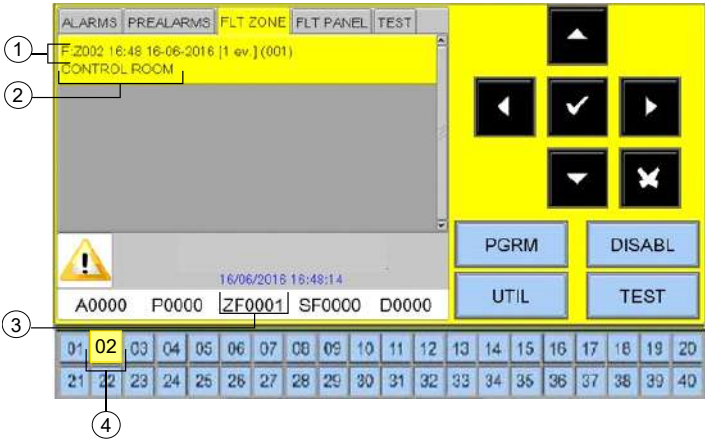 ALARMS PREALARMS FLT ZONE FLT PANEL TEST
1
F:Z002 16:48 16-06-2016 [1 ev.] (001)
CONTROL ROOM
2
PGRM DISABL
16/06/2016 16:48:14
UTIL TEST
A0000 P0000 ZF0001 SF0000 D0000
3
01 02 03 04 05 06 07 08 09 10 11 12 13 14 15 16 17 18 19 20
21 22 23 24 25 26 27 28 29 30 31 32 33 34 35 36 37 38 39 40
4